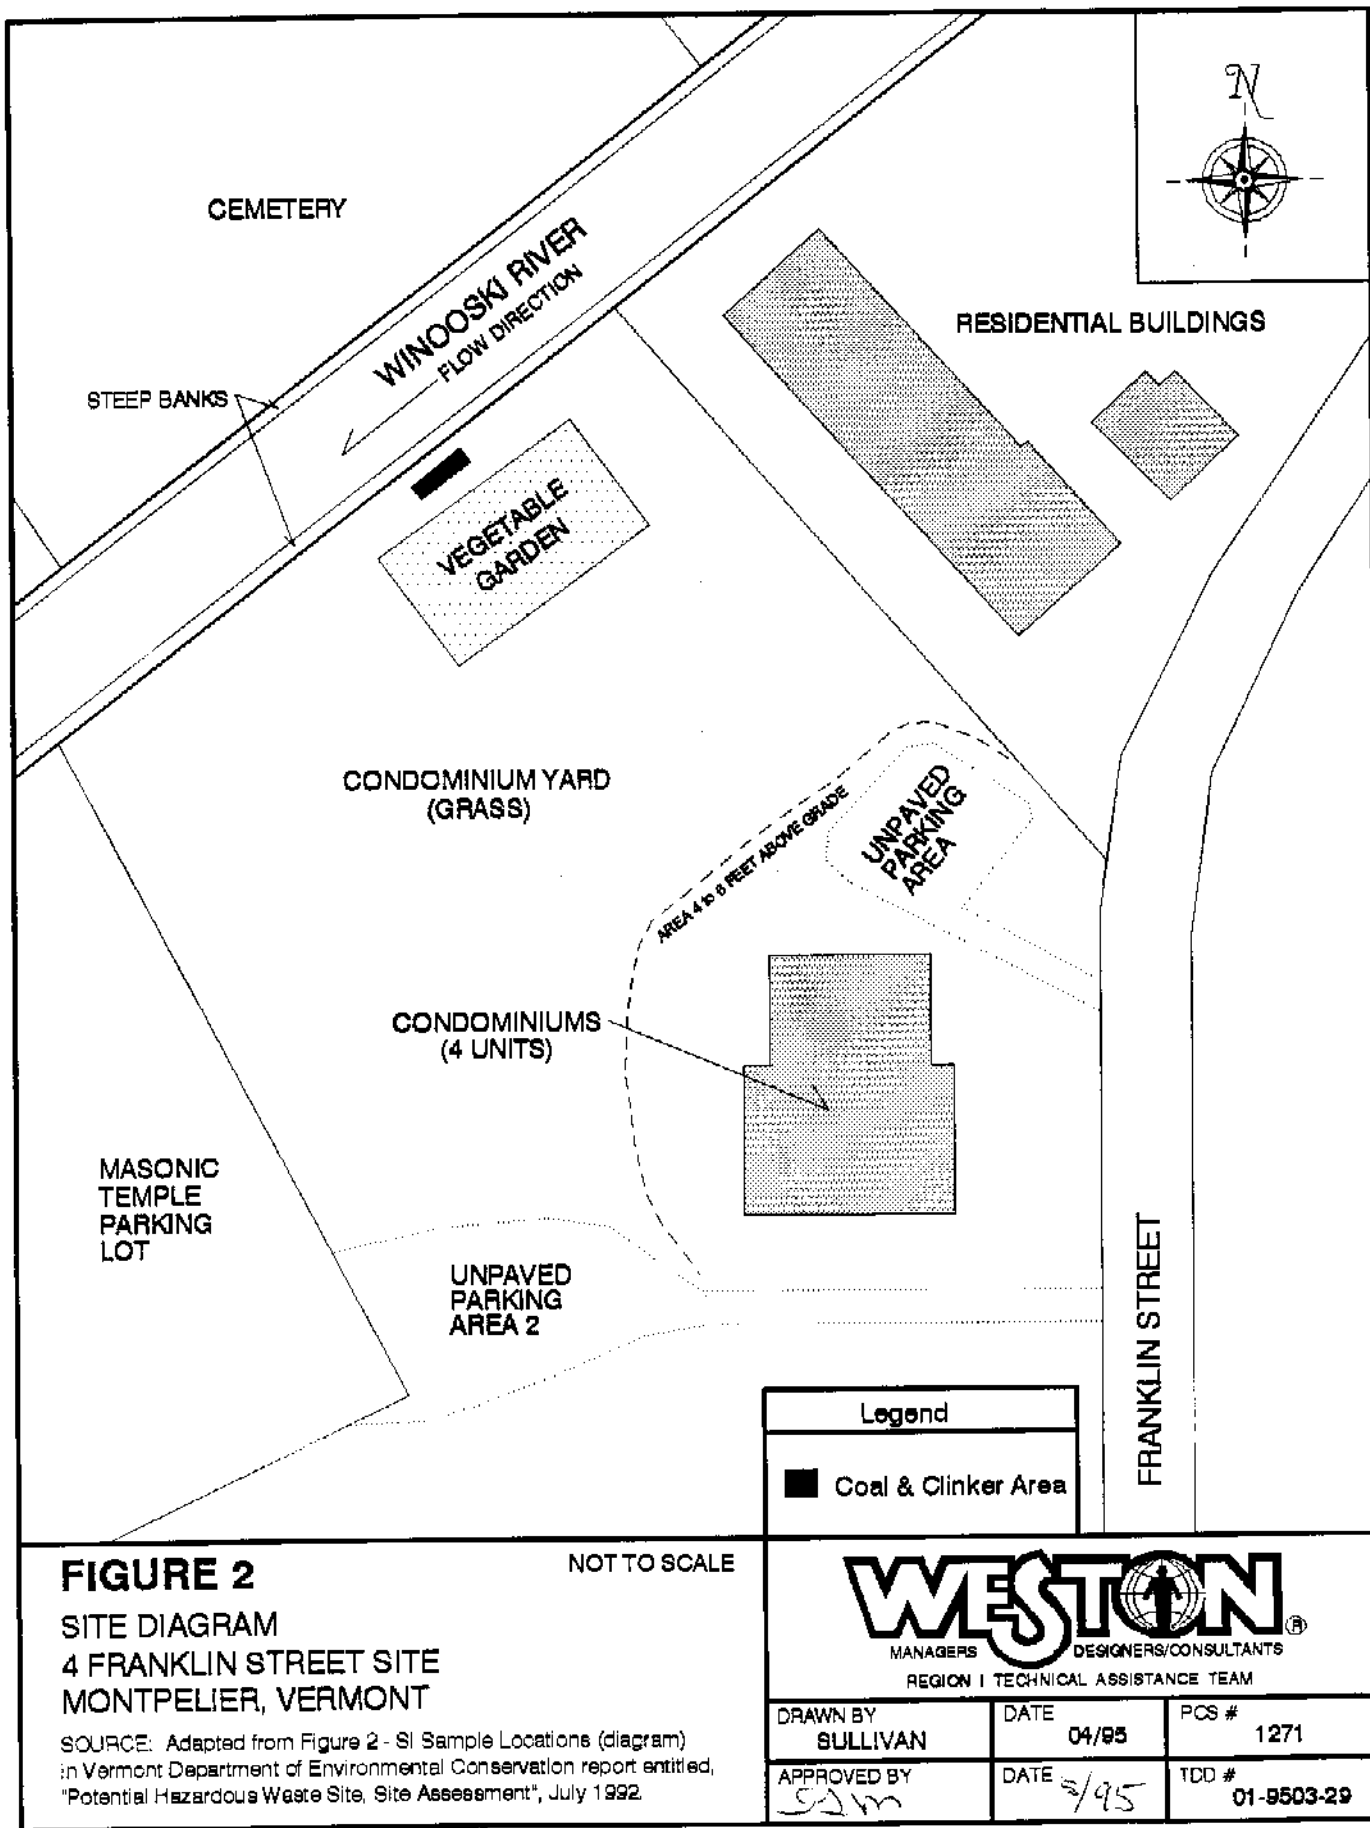 N
CEMETERY
WINOOSKI RIVER
FLOW DIRECTION
RESIDENTIAL BUILDINGS
STEEP BANKS
VEGETABLE
GARDEN
CONDOMINIUM YARD
(GRASS)
UNPAVED
PARKING
AREA
AREA 4 to 6 FEET ABOVE GRADE
CONDOMINIUMS
(4 UNITS)
MASONIC
TEMPLE
PARKING
LOT
UNPAVED
PARKING
AREA 2
FRANKLIN STREET
Legend
Coal & Clinker Area
FIGURE 2
NOT TO SCALE
SITE DIAGRAM
4 FRANKLIN STREET SITE
MONTPELIER, VERMONT
SOURCE: Adapted from Figure 2 - SI Sample Locations (diagram)
in Vermont Department of Environmental Conservation report entitled,
"Potential Hazardous Waste Site, Site Assessment", July 1992.
WESTON ®
MANAGERS DESIGNERS/CONSULTANTS
REGION I TECHNICAL ASSISTANCE TEAM
DRAWN BY
SULLIVAN
DATE
04/95
PCS #
1271
APPROVED BY
DATE
/95
TDD #
01-9503-29